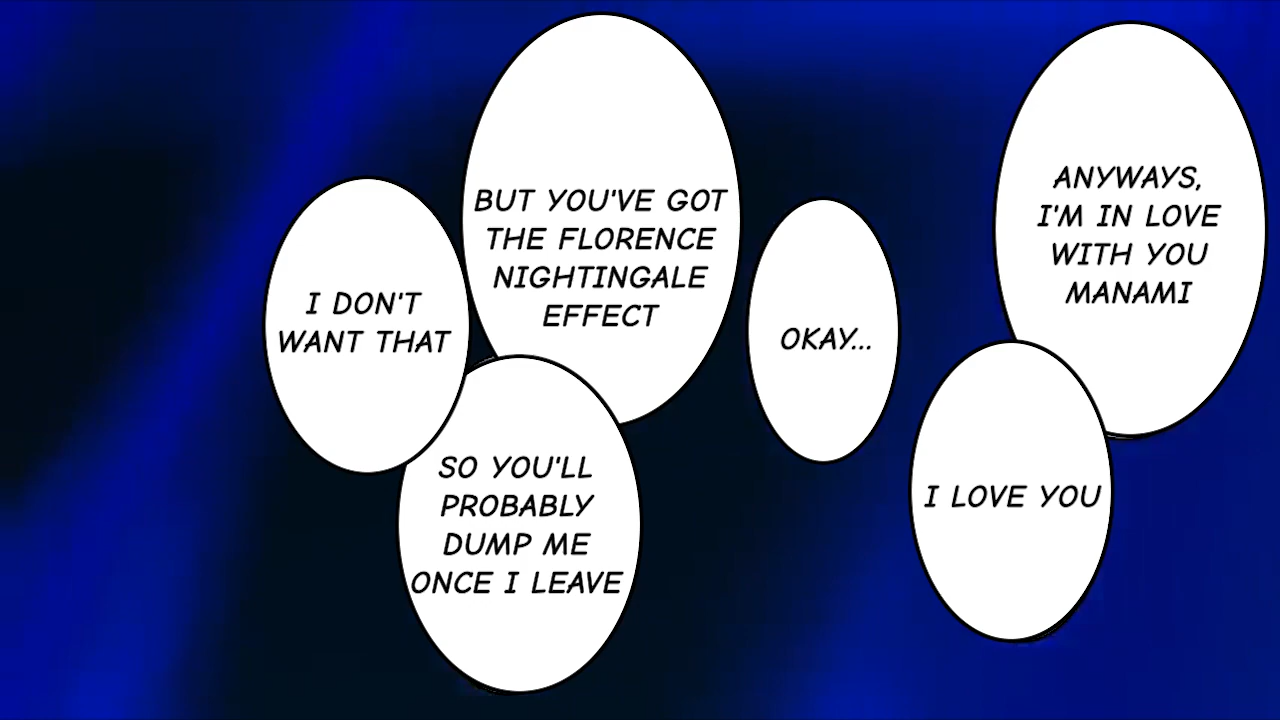 ANYWAYS,
I'M IN LOVE
WITH YOU
MANAMI
I LOVE YOU
OKAY...
BUT YOU'VE GOT
THE FLORENCE
NIGHTINGALE
EFFECT
SO YOU'LL
PROBABLY
DUMP ME
ONCE I LEAVE
I DON'T
WANT THAT